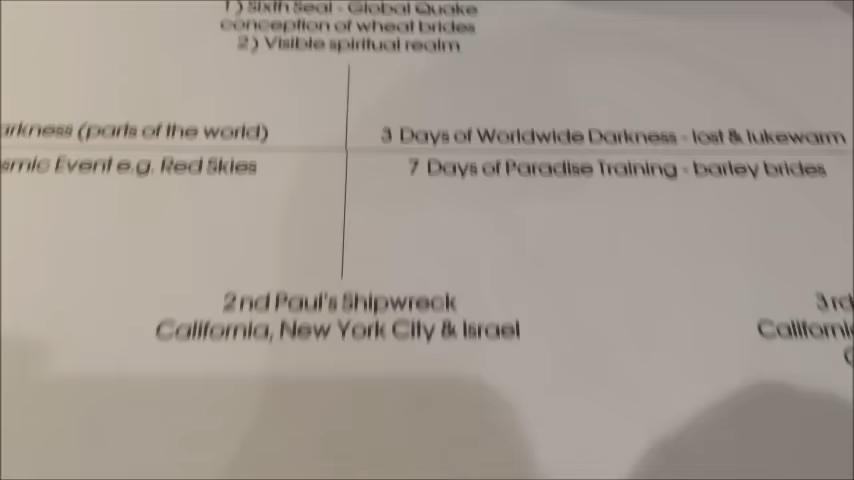 1) Sixth Seal - Global Quake
conception of wheat brides
2) Visible spiritual realm
arkness (parts of the world)
3 Days of Worldwide Darkness - lost & lukewarm
smic Event e.g. Red Skies
7 Days of Paradise Training - barley brides
2nd Paul's Shipwreck
California, New York City & Israel
3rd
Californi